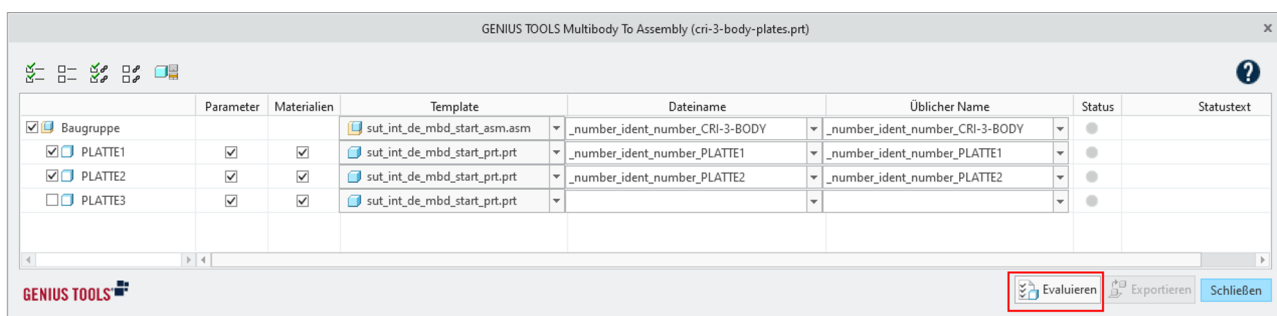 GENIUS TOOLS Multibody To Assembly (cri-3-body-plates.prt) x
?
Parameter Materialien Template Dateiname Üblicher Name Status Statustext
Baugruppe sut_int_de_mbd_start_asm.asm _number_ident_number_CRI-3-BODY _number_ident_number_CRI-3-BODY
PLATTE1 sut_int_de_mbd_start_prt.prt _number_ident_number_PLATTE1 _number_ident_number_PLATTE1
PLATTE2 sut_int_de_mbd_start_prt.prt _number_ident_number_PLATTE2 _number_ident_number_PLATTE2
PLATTE3 sut_int_de_mbd_start_prt.prt
GENIUS TOOLS Evaluieren Exportieren Schließen